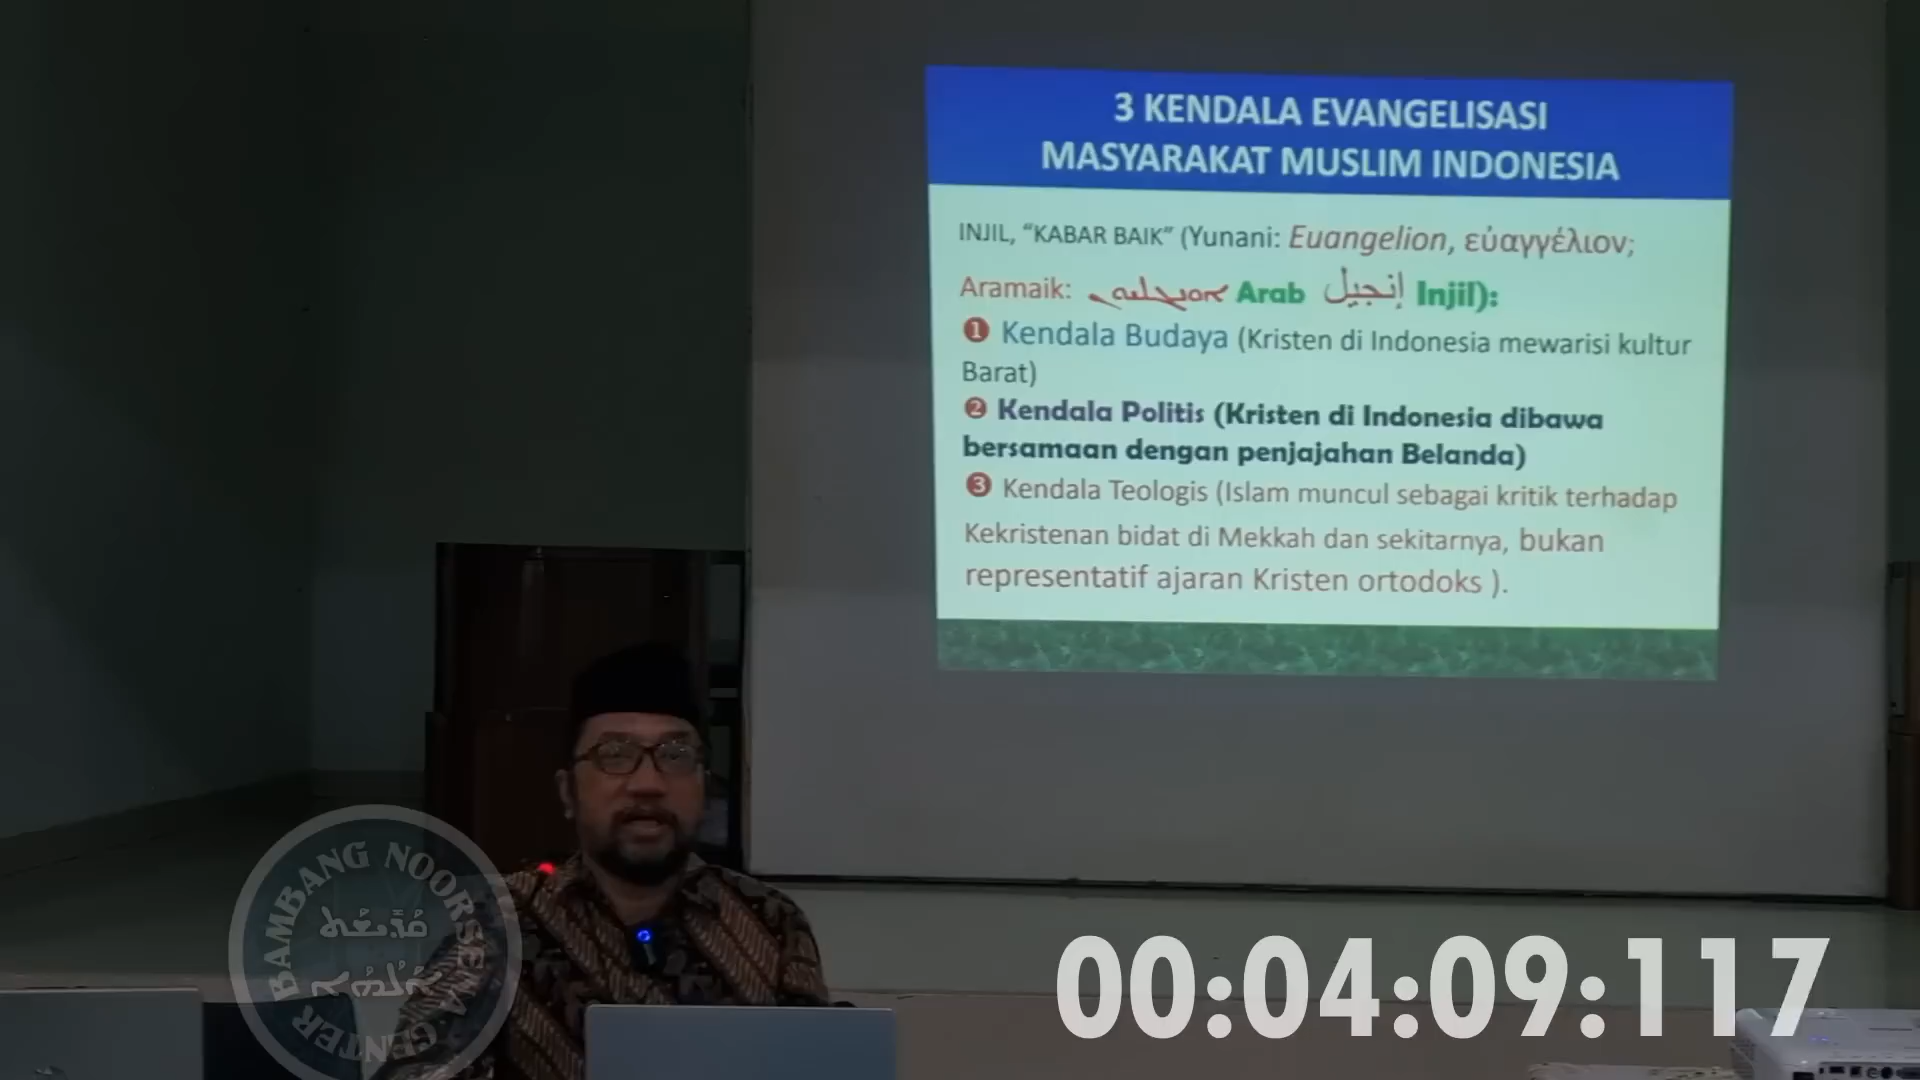 3 KENDALA EVANGELISASI
MASYARAKAT MUSLIM INDONESIA
INJIL, “KABAR BAIK” (Yunani: Euangelion, εὐαγγέλιον;
Aramaik: Arab إنجيل Injil):
❶ Kendala Budaya (Kristen di Indonesia mewarisi kultur
Barat)
❷ Kendala Politis (Kristen di Indonesia dibawa
bersamaan dengan penjajahan Belanda)
❸ Kendala Teologis (Islam muncul sebagai kritik terhadap
Kekristenan bidat di Mekkah dan sekitarnya, bukan
representatif ajaran Kristen ortodoks ).
BAMBANG NOORSENA CENTER
00:04:09:117